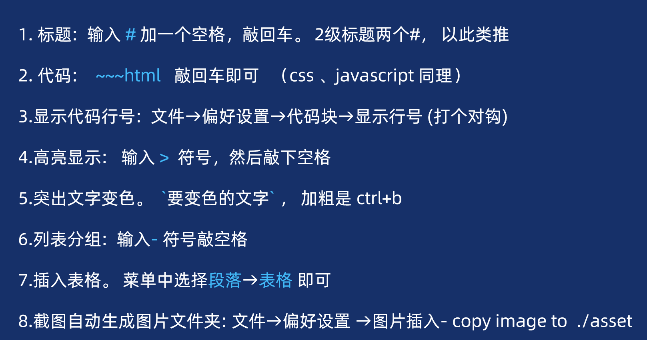 1. 标题：输入 # 加一个空格，敲回车。 2级标题两个#， 以此类推
2. 代码： ~~~html 敲回车即可 （css 、javascript 同理）
3.显示代码行号：文件→偏好设置→代码块→显示行号 (打个对钩)
4.高亮显示： 输入 > 符号，然后敲下空格
5.突出文字变色。 `要变色的文字` ， 加粗是 ctrl+b
6.列表分组：输入- 符号敲空格
7.插入表格。 菜单中选择段落→表格 即可
8.截图自动生成图片文件夹: 文件→偏好设置 →图片插入- copy image to ./asset